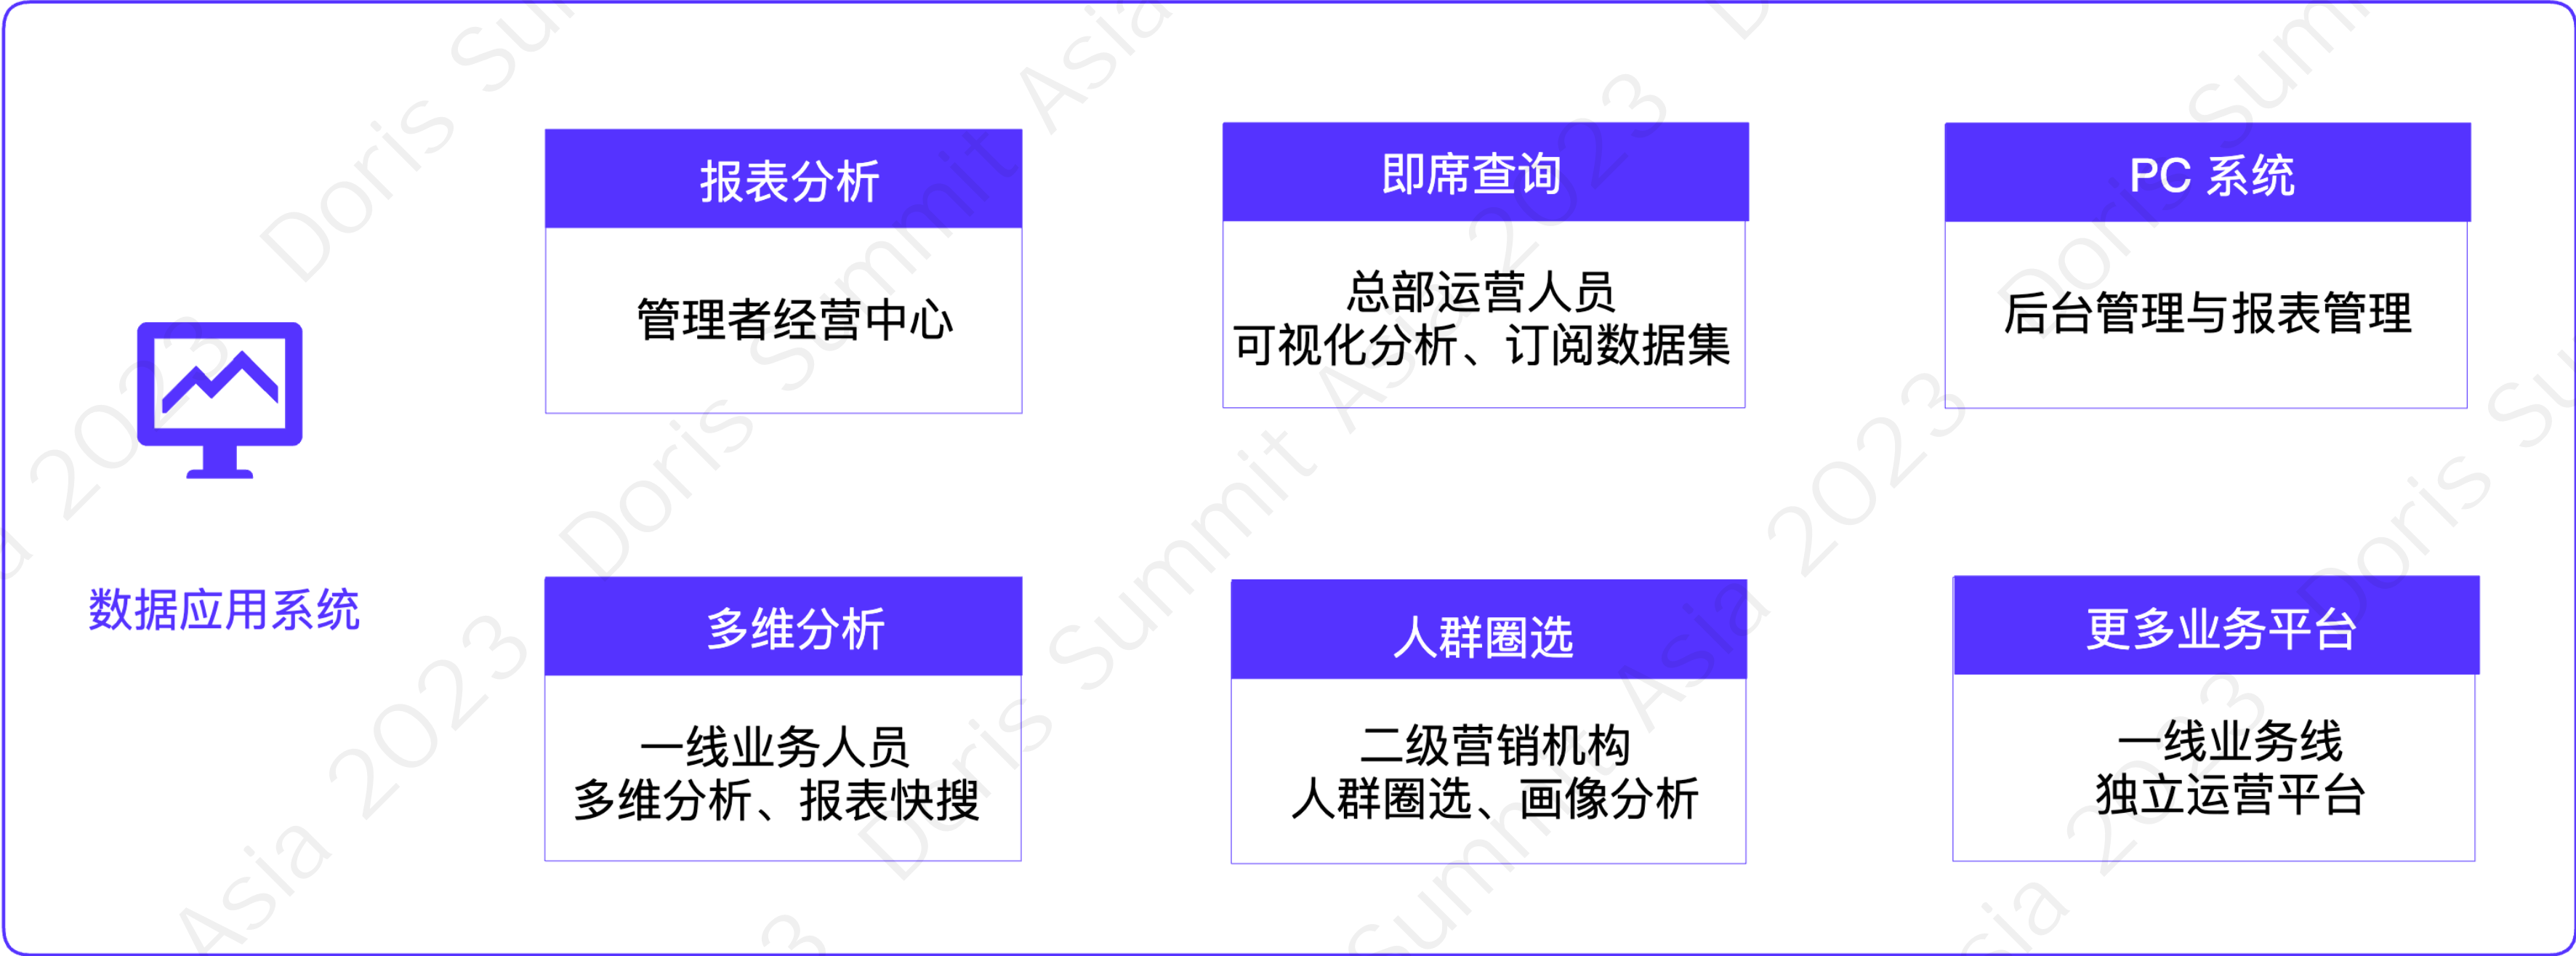 数据应用系统
报表分析
管理者经营中心
即席查询
总部运营人员
可视化分析、订阅数据集
PC 系统
后台管理与报表管理
多维分析
一线业务人员
多维分析、报表快搜
人群圈选
二级营销机构
人群圈选、画像分析
更多业务平台
一线业务线
独立运营平台
Doris Summit Asia 2023